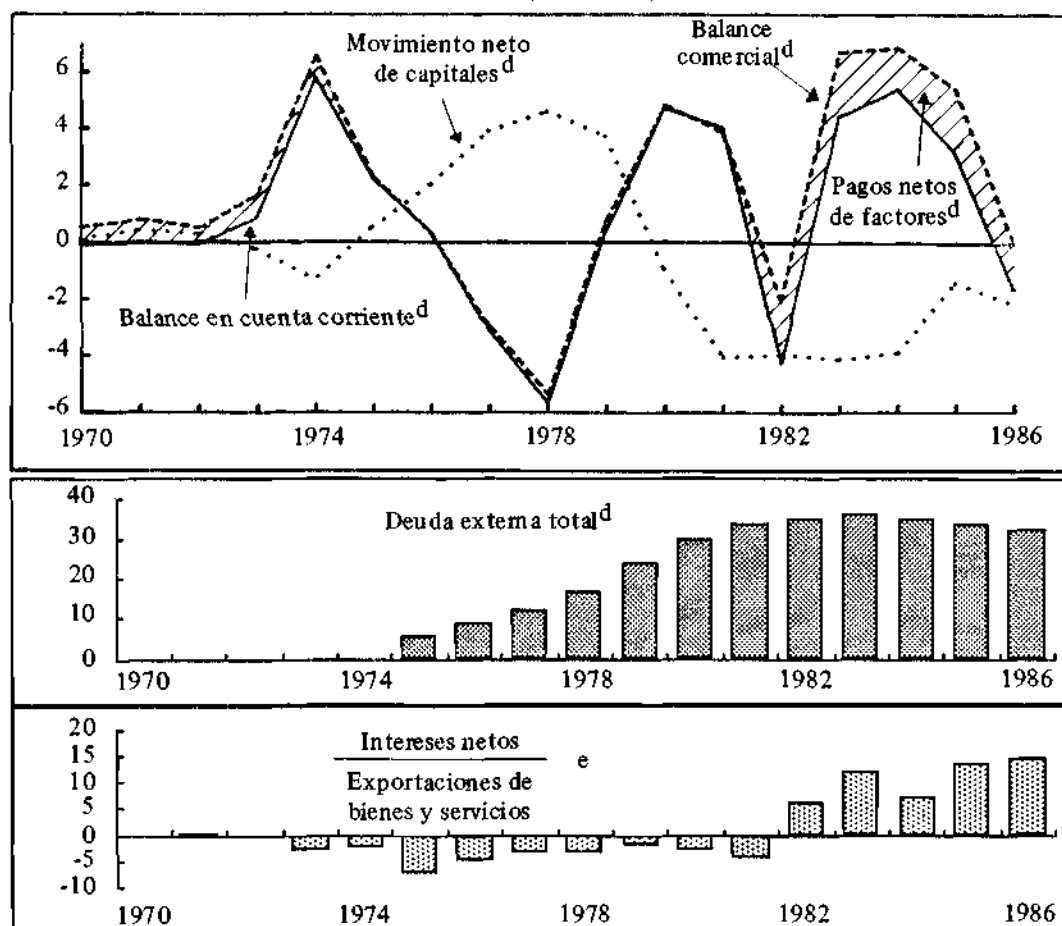 Movimiento neto
de capitales d
Balance
comercial d
6
4
2
0
-2
-4
-6
Pagos netos
de factores d
Balance en cuenta corriente d
1970
1974
1978
1982
1986
40
30
20
10
0
Deuda externa total d
1970
1974
1978
1982
1986
20
15
10
5
0
-5
-10
Intereses netos
e
Exportaciones de
bienes y servicios
1970
1974
1978
1982
1986